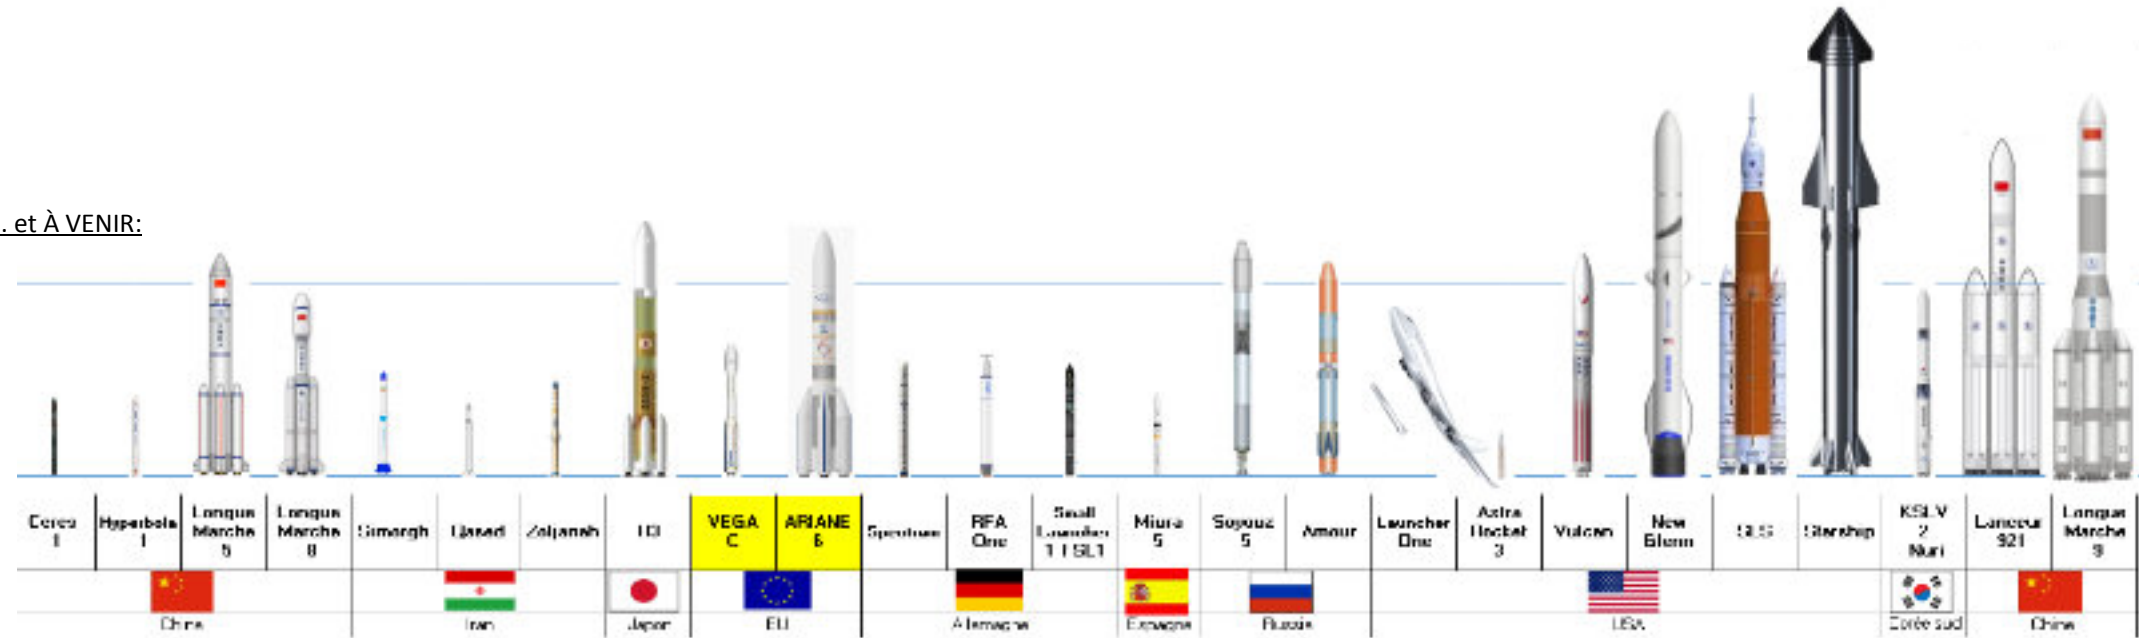 . et À VENIR:
Ceres
1
Hyperbola
1
Longue
Marche
5
Longue
Marche
8
Simorgh
Qased
Zoljanah
H3
VEGA
C
ARIANE
6
Spectrum
RFA
One
Small
Launcher
1 | SL1
Miura
5
Soyouz
5
Amour
Launcher
One
Astra
Rocket
3
Vulcan
New
Glenn
SLS
Starship
KSLV
2
Nuri
Lanceur
921
Longue
Marche
9
Chine
Iran
Japon
EU
Allemagne
Espagne
Russie
USA
Corée sud
Chine